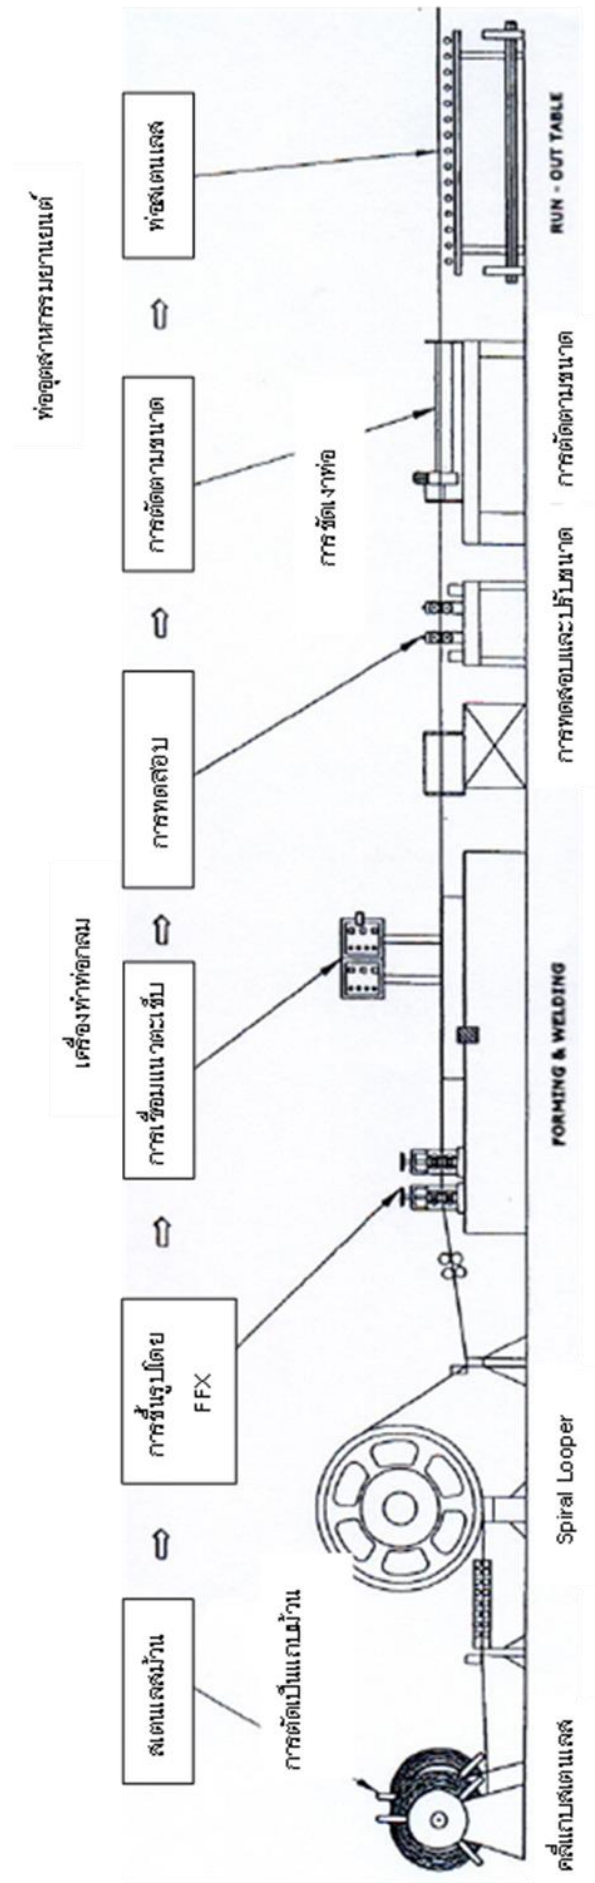 ท่ออุตสาหกรรมยานยนต์
เครื่องทำท่อกลม
สเตนเลสม้วน
การขึ้นรูปโดย
FFX
การเชื่อมแนวตะเข็บ
การทดสอบ
การตัดตามขนาด
ท่อสเตนเลส
การตัดเป็นแถบม้วน
การขัดเงาท่อ
คลี่แถบสเตนเลส
Spiral Looper
FORMING & WELDING
การทดสอบและปรับขนาด
การตัดตามขนาด
RUN - OUT TABLE